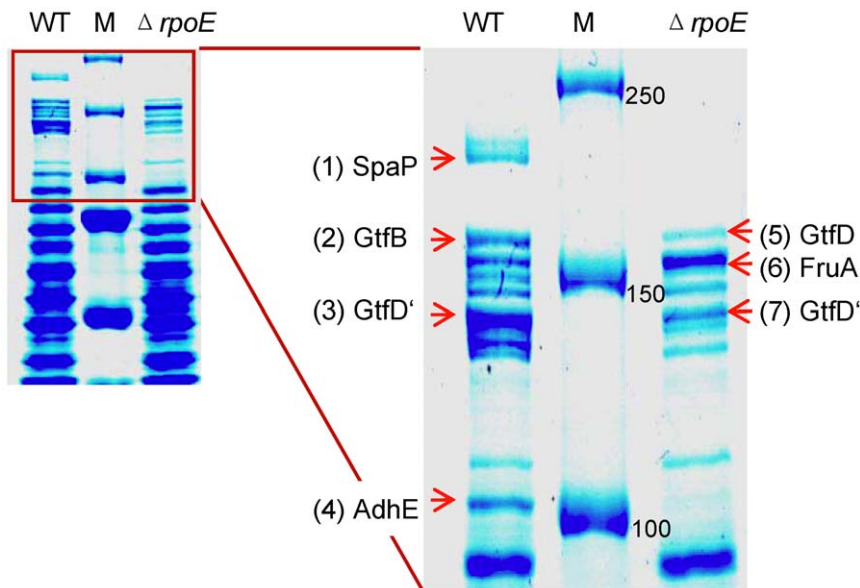 WT M Δ rpoE
WT M Δ rpoE
250
(1) SpaP
(2) GtfB
(5) GtfD
(6) FruA
150
(3) GtfD‘
(7) GtfD‘
(4) AdhE
100